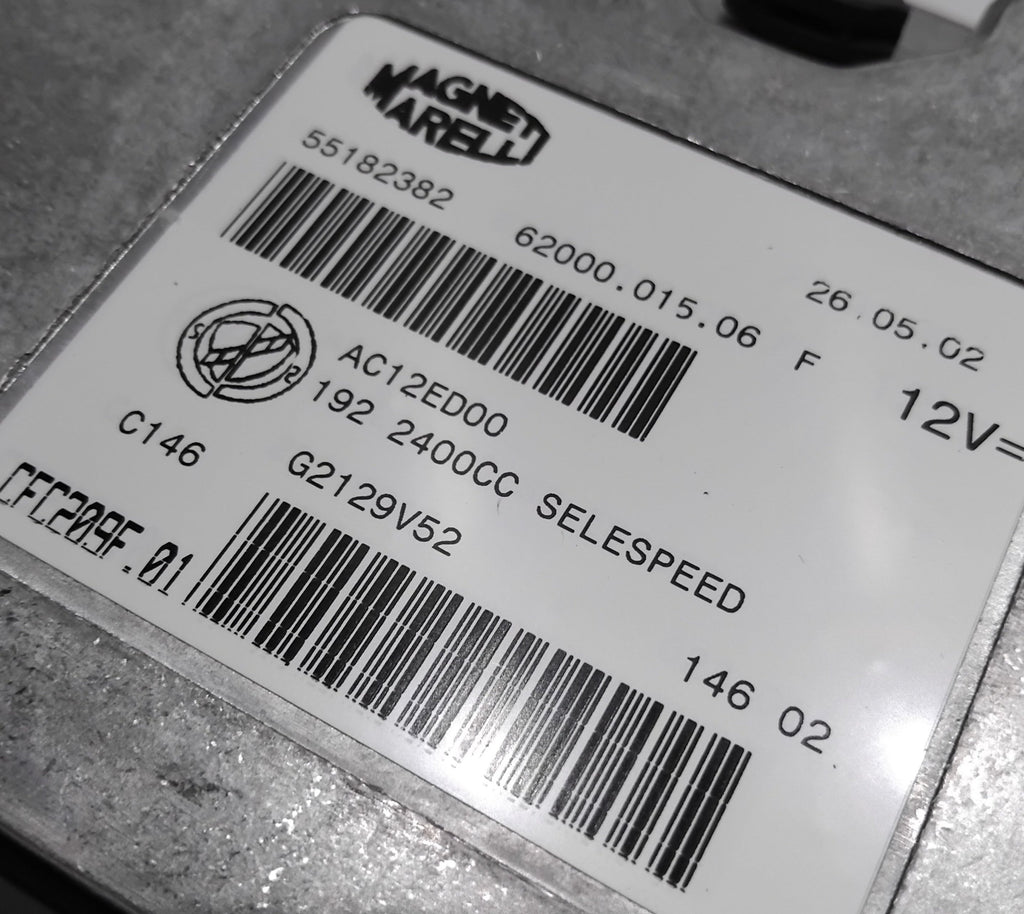 MAGNETI
MARELLI
55182382
62000.015.06 F
26.05.02
12V=
AC12ED00
192 2400CC SELESPEED
C146
G2129V52
CFC209F.01
146 02